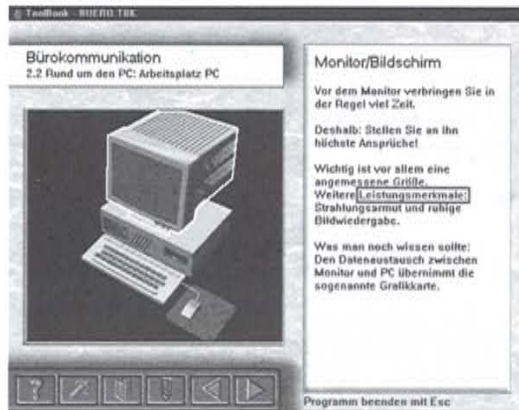 ToolBook - BUERO.TBK
Bürokommunikation
2.2 Rund um den PC: Arbeitsplatz PC
Monitor/Bildschirm
Vor dem Monitor verbringen Sie in
der Regel viel Zeit.
Deshalb: Stellen Sie an ihn
höchste Ansprüche!
Wichtig ist vor allem eine
angemessene Größe.
Weitere Leistungsmerkmale:
Strahlungsarmut und ruhige
Bildwiedergabe.
Was man noch wissen sollte:
Den Datenaustausch zwischen
Monitor und PC übernimmt die
sogenannte Grafikkarte.
?
Programm beenden mit Esc